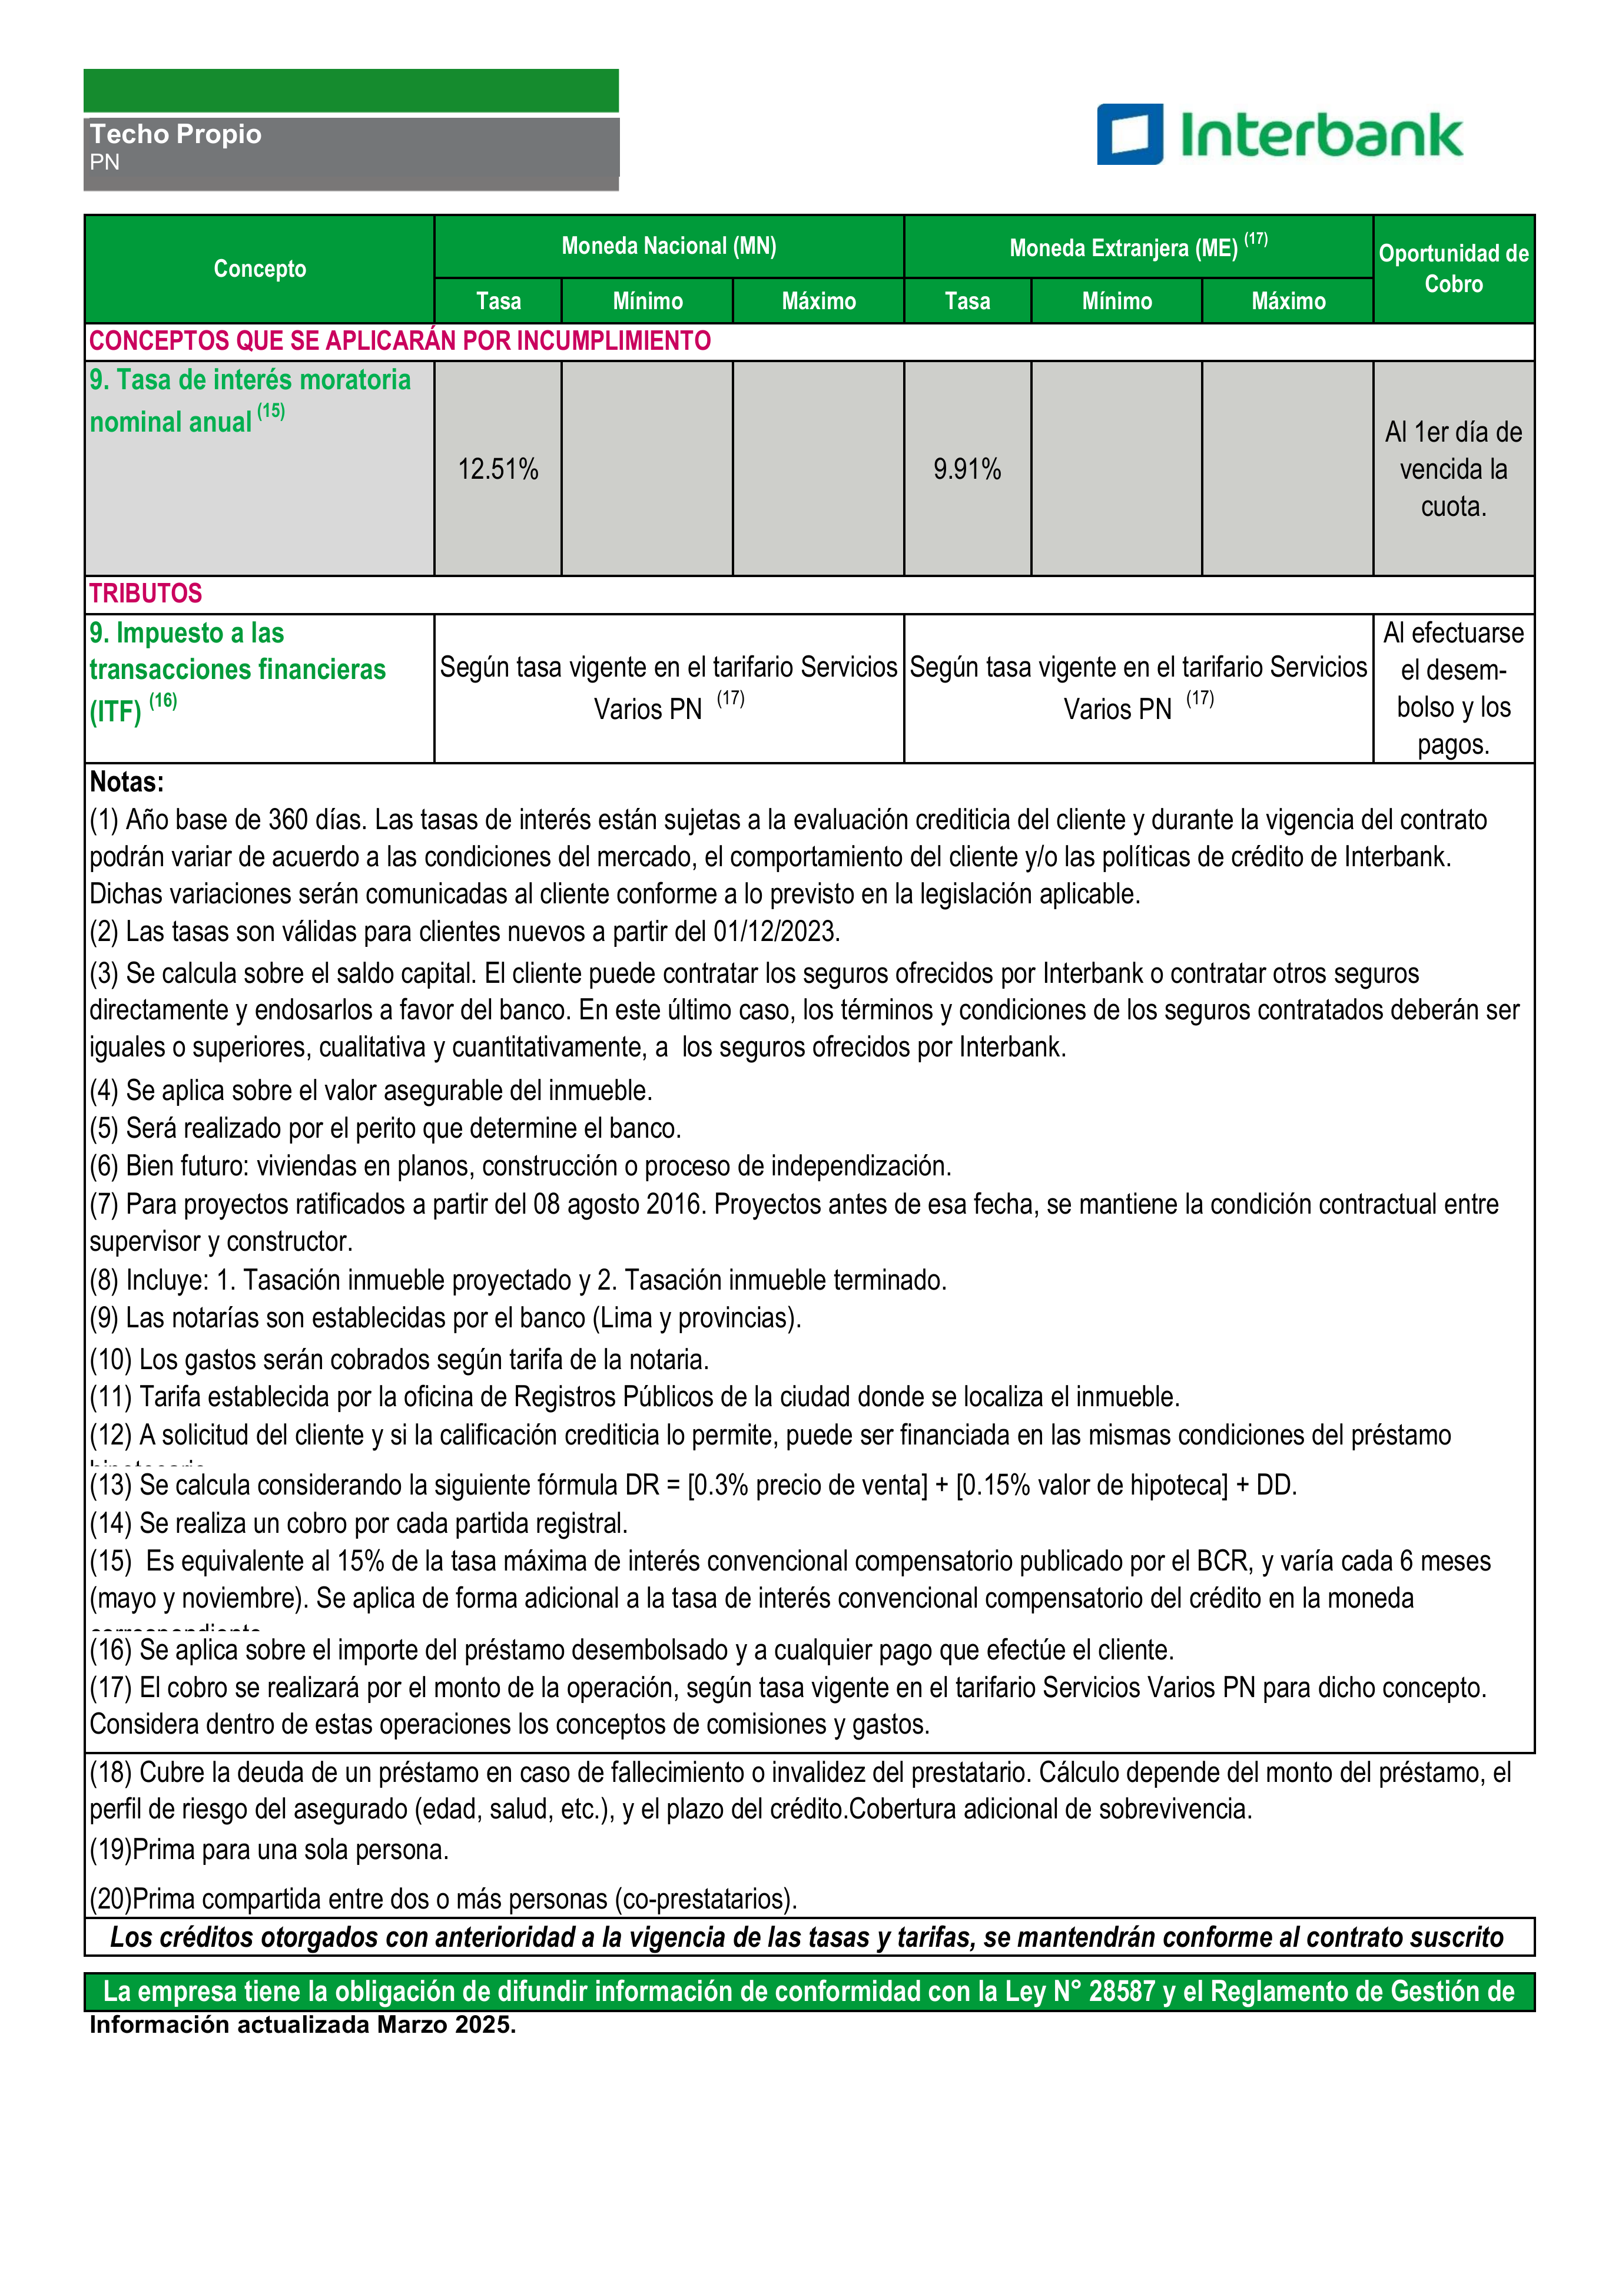 Techo Propio
PN
Interbank
Concepto
Moneda Nacional (MN)
Moneda Extranjera (ME) (17)
Oportunidad de
Cobro
Tasa
Mínimo
Máximo
Tasa
Mínimo
Máximo
CONCEPTOS QUE SE APLICARÁN POR INCUMPLIMIENTO
9. Tasa de interés moratoria
nominal anual (15)
12.51%
9.91%
Al 1er día de
vencida la
cuota.
TRIBUTOS
9. Impuesto a las
transacciones financieras
(ITF) (16)
Según tasa vigente en el tarifario Servicios
Varios PN (17)
Según tasa vigente en el tarifario Servicios
Varios PN (17)
Al efectuarse
el desem-
bolso y los
pagos.
Notas:
(1) Año base de 360 días. Las tasas de interés están sujetas a la evaluación crediticia del cliente y durante la vigencia del contrato
podrán variar de acuerdo a las condiciones del mercado, el comportamiento del cliente y/o las políticas de crédito de Interbank.
Dichas variaciones serán comunicadas al cliente conforme a lo previsto en la legislación aplicable.
(2) Las tasas son válidas para clientes nuevos a partir del 01/12/2023.
(3) Se calcula sobre el saldo capital. El cliente puede contratar los seguros ofrecidos por Interbank o contratar otros seguros
directamente y endosarlos a favor del banco. En este último caso, los términos y condiciones de los seguros contratados deberán ser
iguales o superiores, cualitativa y cuantitativamente, a  los seguros ofrecidos por Interbank.
(4) Se aplica sobre el valor asegurable del inmueble.
(5) Será realizado por el perito que determine el banco.
(6) Bien futuro: viviendas en planos, construcción o proceso de independización.
(7) Para proyectos ratificados a partir del 08 agosto 2016. Proyectos antes de esa fecha, se mantiene la condición contractual entre
supervisor y constructor.
(8) Incluye: 1. Tasación inmueble proyectado y 2. Tasación inmueble terminado.
(9) Las notarías son establecidas por el banco (Lima y provincias).
(10) Los gastos serán cobrados según tarifa de la notaria.
(11) Tarifa establecida por la oficina de Registros Públicos de la ciudad donde se localiza el inmueble.
(12) A solicitud del cliente y si la calificación crediticia lo permite, puede ser financiada en las mismas condiciones del préstamo
(13) Se calcula considerando la siguiente fórmula DR = [0.3% precio de venta] + [0.15% valor de hipoteca] + DD.
(14) Se realiza un cobro por cada partida registral.
(15)  Es equivalente al 15% de la tasa máxima de interés convencional compensatorio publicado por el BCR, y varía cada 6 meses
(mayo y noviembre). Se aplica de forma adicional a la tasa de interés convencional compensatorio del crédito en la moneda
(16) Se aplica sobre el importe del préstamo desembolsado y a cualquier pago que efectúe el cliente.
(17) El cobro se realizará por el monto de la operación, según tasa vigente en el tarifario Servicios Varios PN para dicho concepto.
Considera dentro de estas operaciones los conceptos de comisiones y gastos.
(18) Cubre la deuda de un préstamo en caso de fallecimiento o invalidez del prestatario. Cálculo depende del monto del préstamo, el
perfil de riesgo del asegurado (edad, salud, etc.), y el plazo del crédito.Cobertura adicional de sobrevivencia.
(19)Prima para una sola persona.
(20)Prima compartida entre dos o más personas (co-prestatarios).
Los créditos otorgados con anterioridad a la vigencia de las tasas y tarifas, se mantendrán conforme al contrato suscrito
La empresa tiene la obligación de difundir información de conformidad con la Ley N° 28587 y el Reglamento de Gestión de
Información actualizada Marzo 2025.